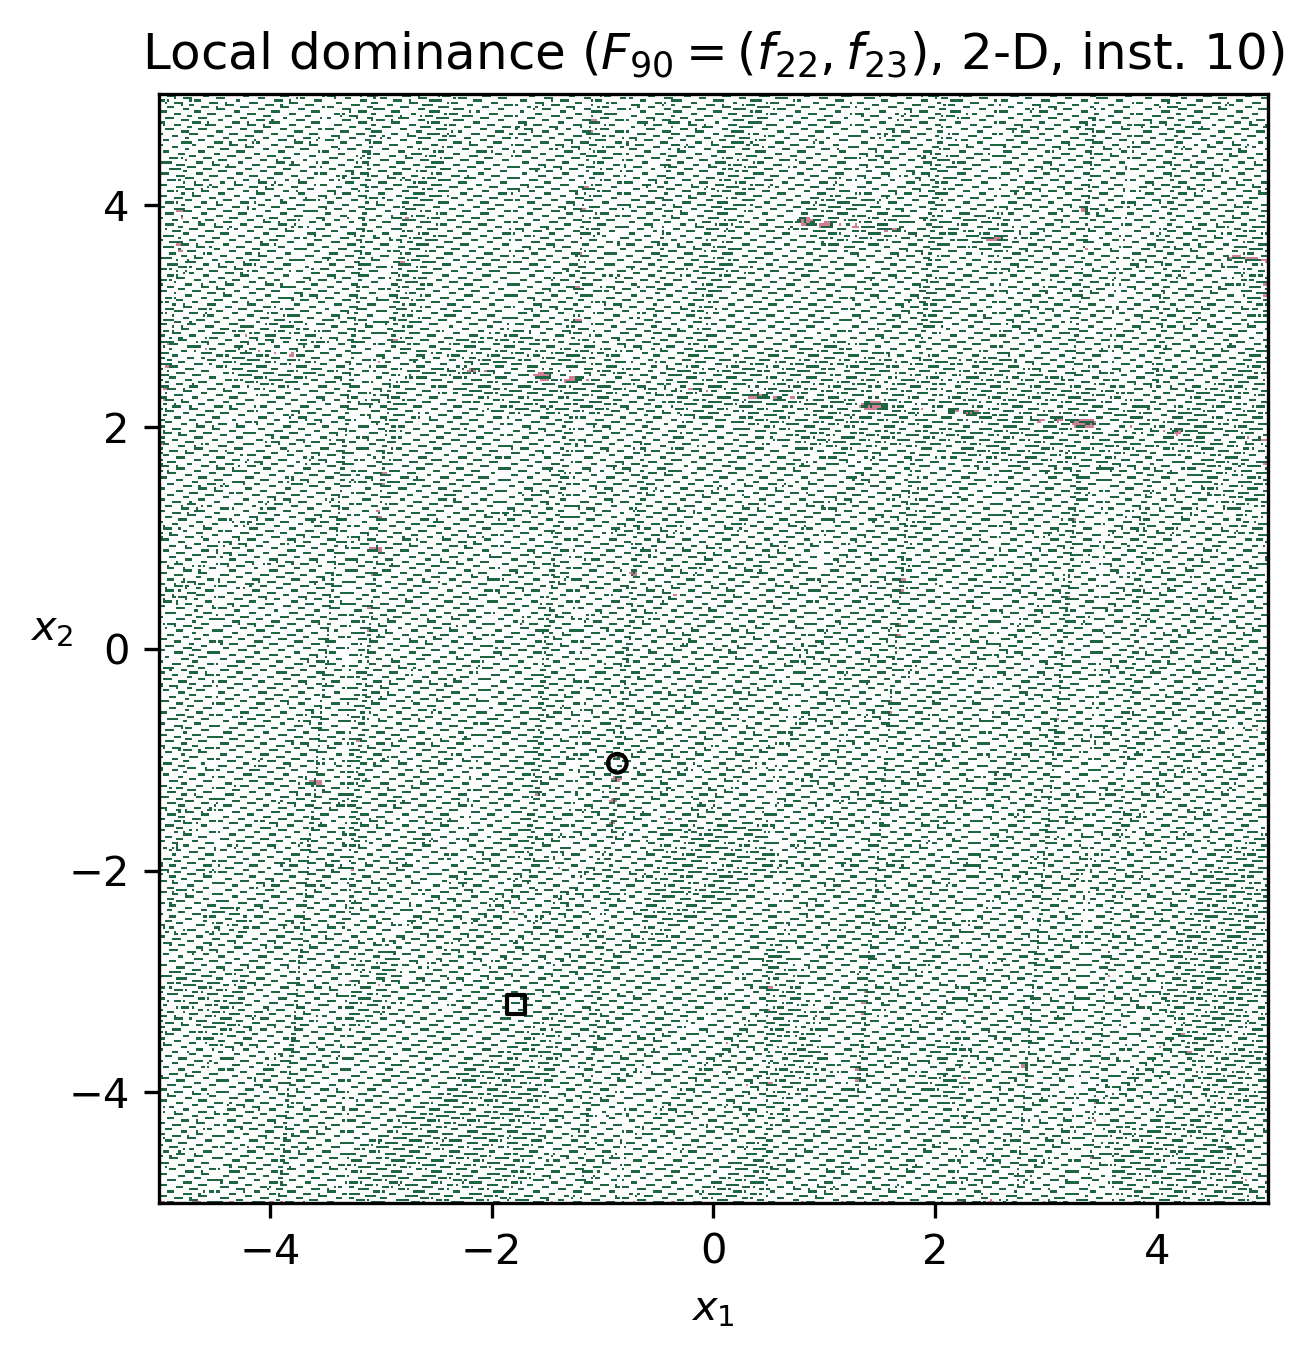 Local dominance (F₉₀ = (f₂₂, f₂₃), 2-D, inst. 10)
4
2
x₂
0
−2
−4
−4 −2 0 2 4
x₁